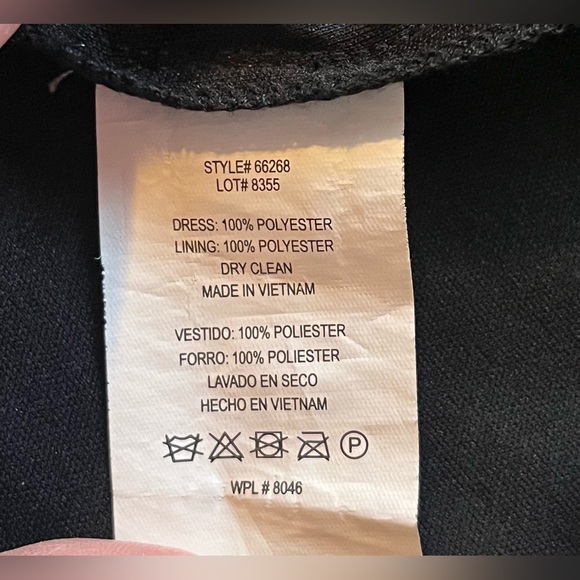 STYLE# 66268
LOT# 8355
DRESS: 100% POLYESTER
LINING: 100% POLYESTER
DRY CLEAN
MADE IN VIETNAM
VESTIDO: 100% POLIESTER
FORRO: 100% POLIESTER
LAVADO EN SECO
HECHO EN VIETNAM
P
WPL # 8046